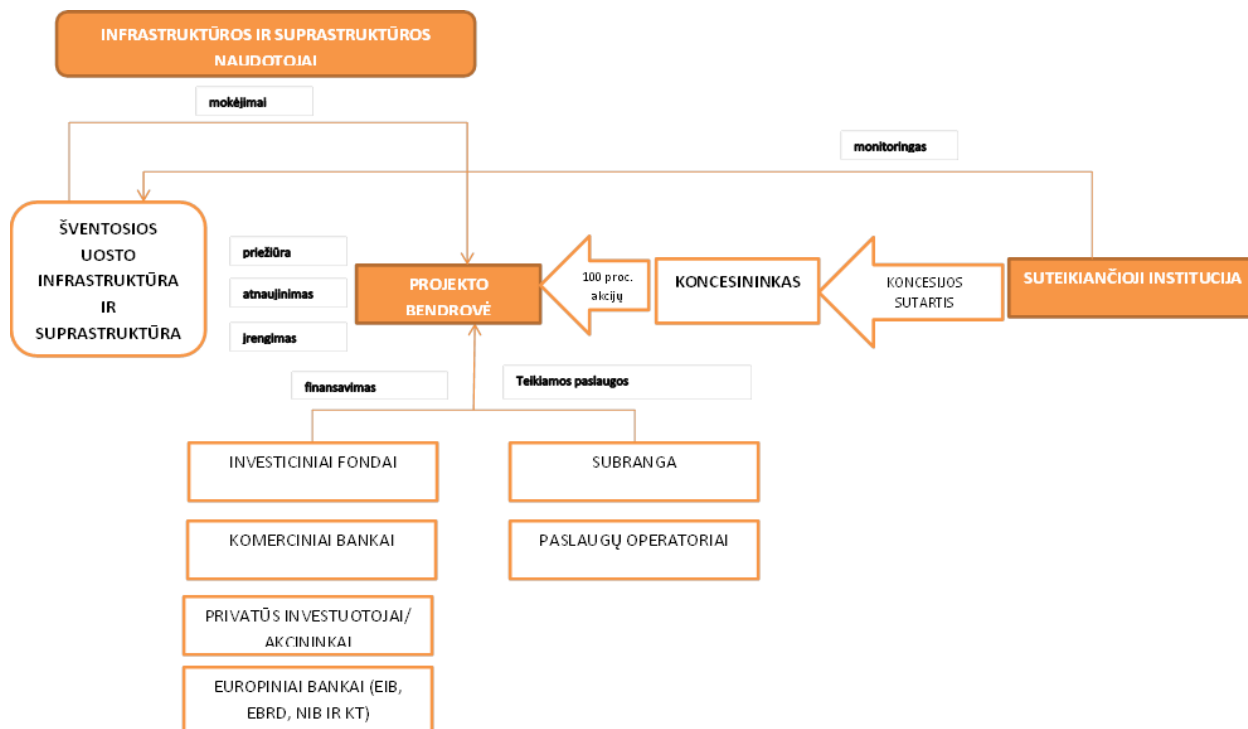 INFRASTRUKTŪROS IR SUPRASTRUKTŪROS
NAUDOTOJAI
mokėjimai
monitoringas
ŠVENTOSIOS
UOSTO
INFRASTRUKTŪRA
IR
SUPRASTRUKTŪRA
priežiūra
atnaujinimas
įrengimas
PROJEKTO
BENDROVĖ
100 proc.
akcijų
KONCESININKAS
KONCESIJOS
SUTARTIS
SUTEIKIANČIOJI INSTITUCIJA
finansavimas
Teikiamos paslaugos
INVESTICINIAI FONDAI
SUBRANGA
KOMERCINIAI BANKAI
PASLAUGŲ OPERATORIAI
PRIVATŪS INVESTUOTOJAI/
AKCININKAI
EUROPINIAI BANKAI (EIB,
EBRD, NIB IR KT)